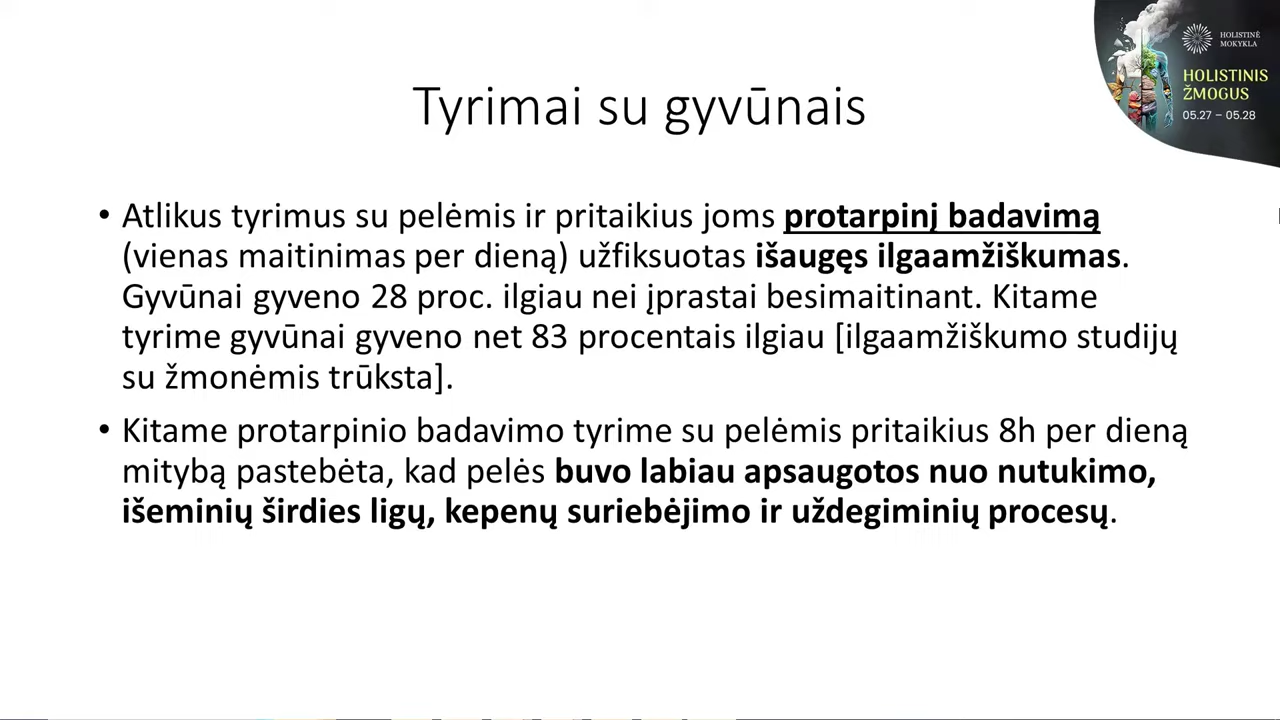 HOLISTINĖ
MOKYKLA
HOLISTINIS
ŽMOGUS
05.27 – 05.28
Tyrimai su gyvūnais
• Atlikus tyrimus su pelėmis ir pritaikius joms protarpinį badavimą
(vienas maitinimas per dieną) užfiksuotas išaugęs ilgaamžiškumas.
Gyvūnai gyveno 28 proc. ilgiau nei įprastai besimaitinant. Kitame
tyrime gyvūnai gyveno net 83 procentais ilgiau [ilgaamžiškumo studijų
su žmonėmis trūksta].
• Kitame protarpinio badavimo tyrime su pelėmis pritaikius 8h per dieną
mitybą pastebėta, kad pelės buvo labiau apsaugotos nuo nutukimo,
išeminių širdies ligų, kepenų suriebėjimo ir uždegiminių procesų.